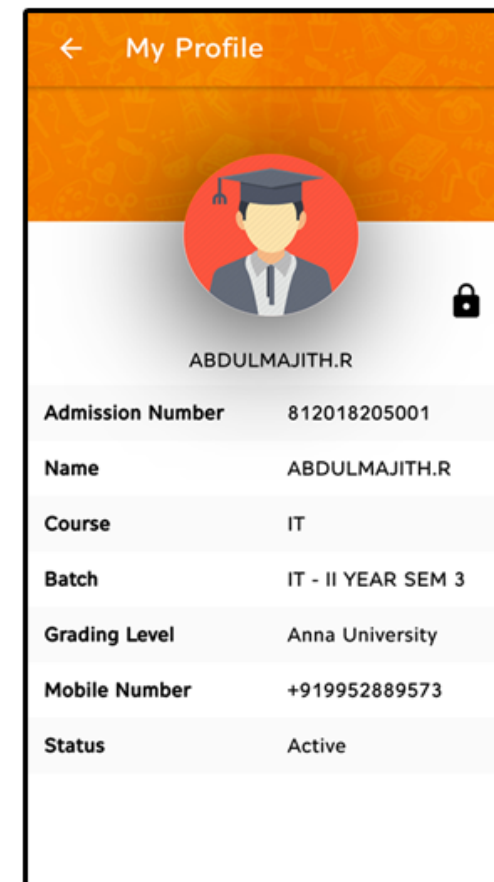 My Profile
ABDULMAJITH.R
Admission Number 812018205001
Name ABDULMAJITH.R
Course IT
Batch IT - II YEAR SEM 3
Grading Level Anna University
Mobile Number +919952889573
Status Active